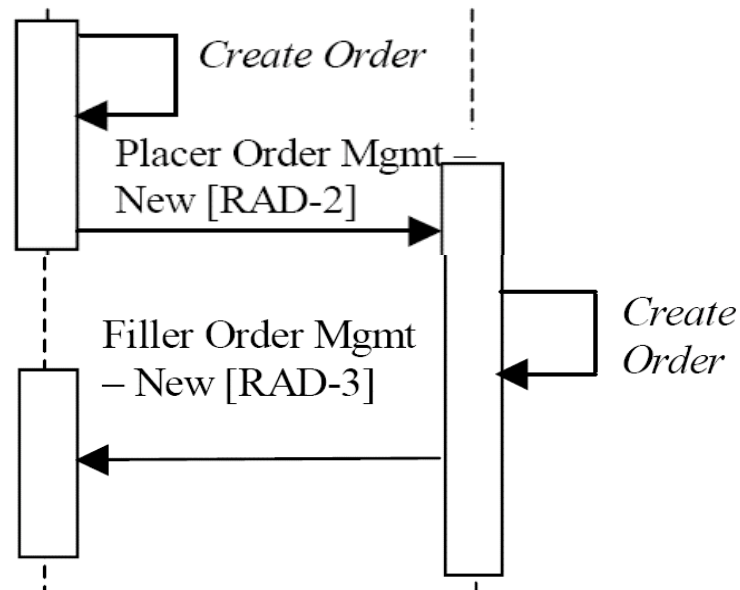 Create Order
Placer Order Mgmt –
New [RAD-2]
Filler Order Mgmt
– New [RAD-3]
Create
Order